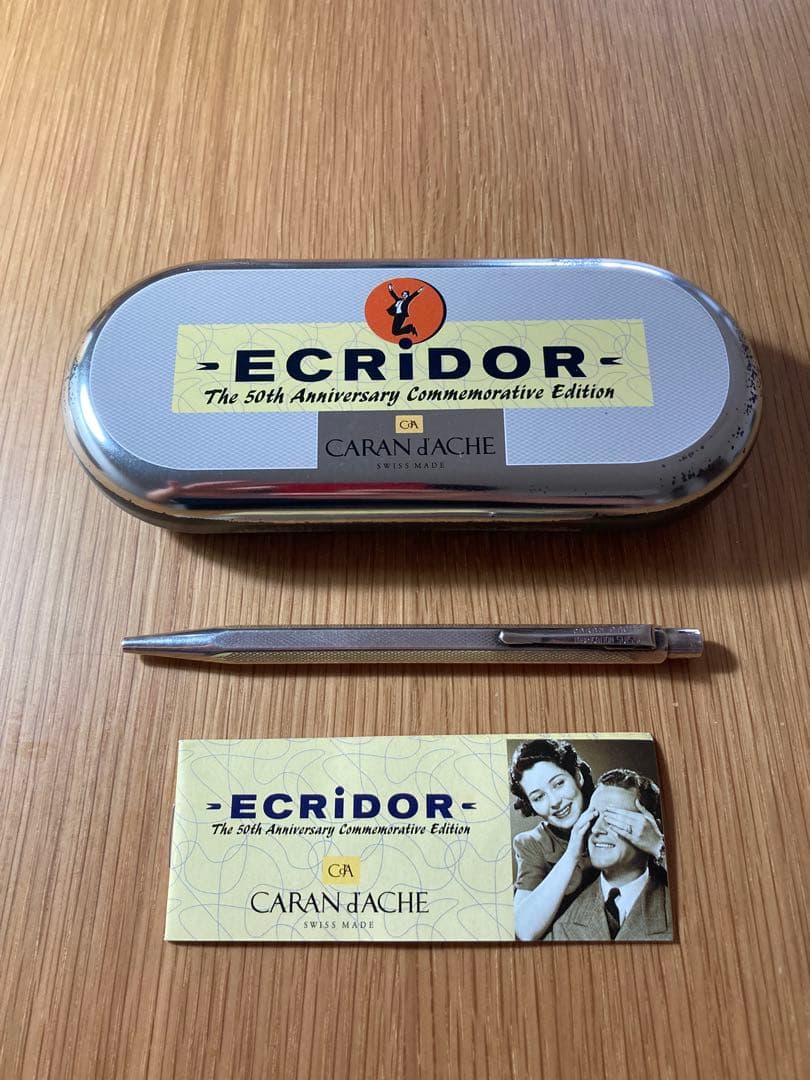 ECRiDOR
The 50th Anniversary Commemorative Edition
CdA
CARAN d'ACHE
SWISS MADE
ECRiDOR
The 50th Anniversary Commemorative Edition
CdA
CARAN d'ACHE
SWISS MADE